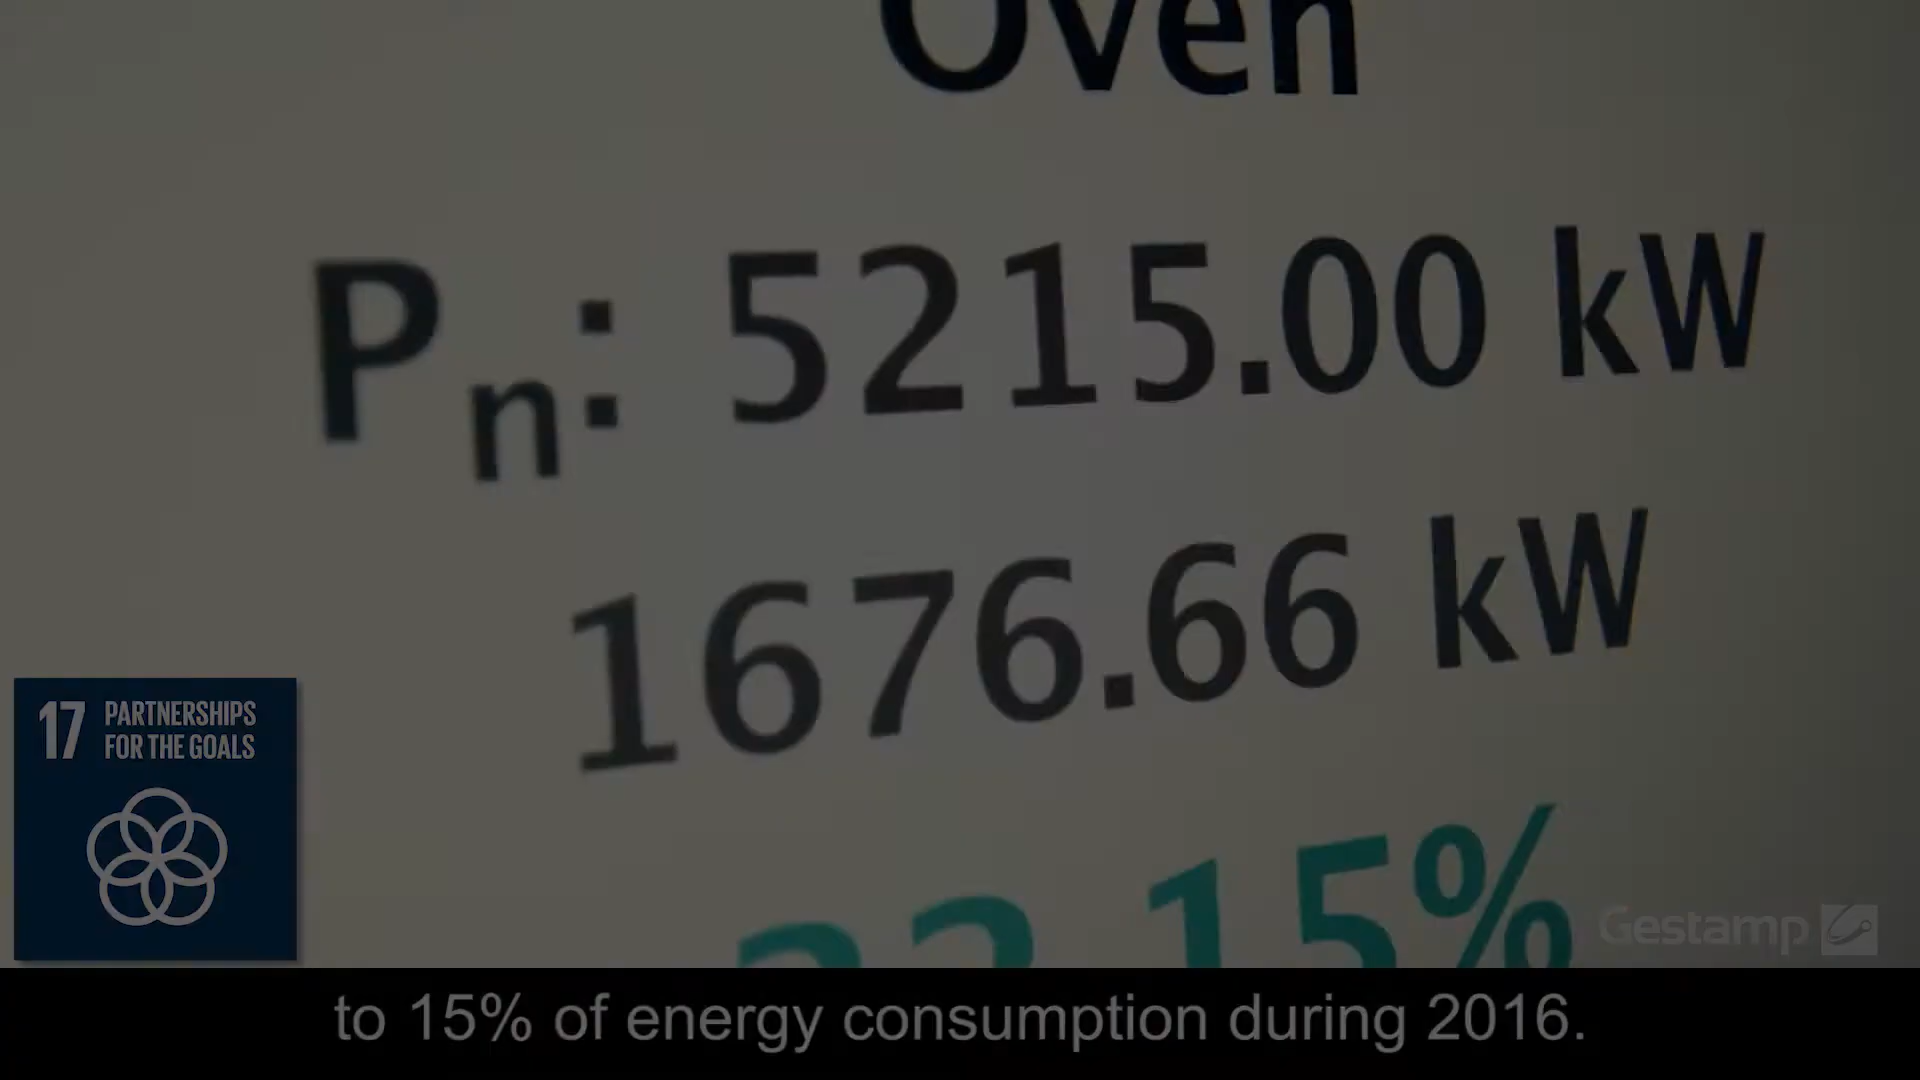 Oven
Pn: 5215.00 kW
1676.66 kW
32.15%
17 PARTNERSHIPS
FOR THE GOALS
Gestamp
to 15% of energy consumption during 2016.